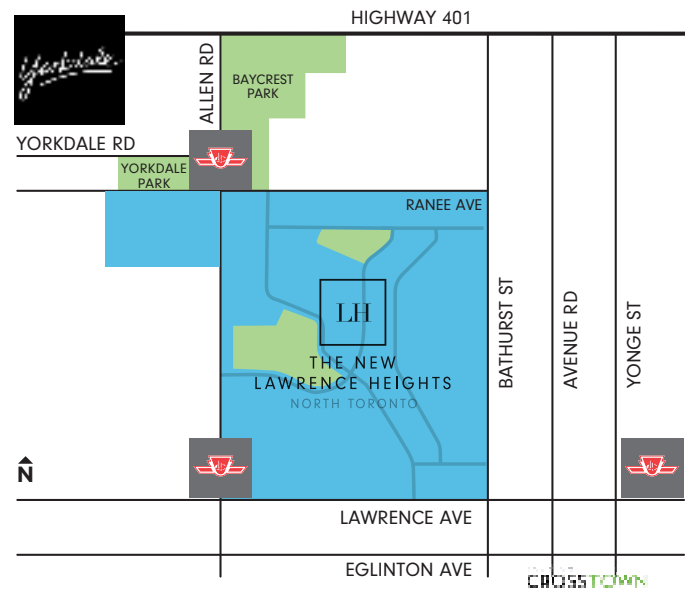 HIGHWAY 401
Yorkdale
ALLEN RD
BAYCREST
PARK
YORKDALE RD
YORKDALE
PARK
RANEE AVE
LH
THE NEW
LAWRENCE HEIGHTS
NORTH TORONTO
BATHURST ST
AVENUE RD
YONGE ST
N
LAWRENCE AVE
EGLINTON AVE
CROSSTOWN